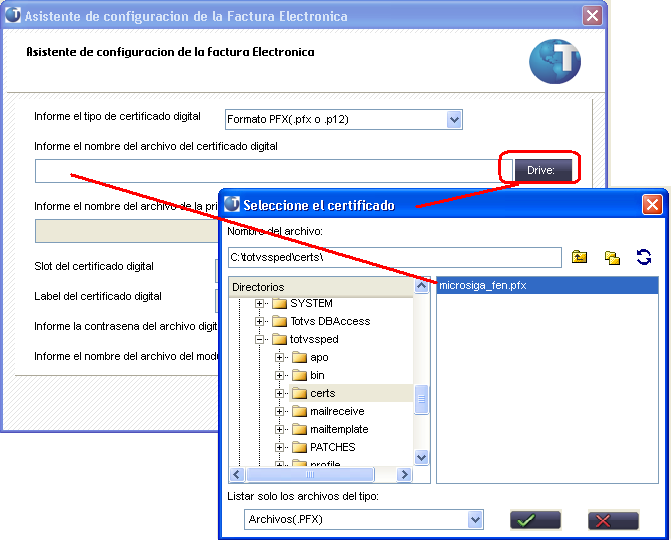 Asistente de configuracion de la Factura Electronica
Asistente de configuracion de la Factura Electronica
Informe el tipo de certificado digital
Formato PFX(.pfx o .p12)
Informe el nombre del archivo del certificado digital
Drive:
Informe el nombre del archivo de la pri
Slot del certificado digital
Label del certificado digital
Informe la contrasena del archivo digit
Informe el nombre del archivo del modu
Seleccione el certificado
Nombre del archivo:
C:\totvssped\certs\
Directorios
SYSTEM
Totvs DBAccess
totvssped
apo
bin
certs
mailreceive
mailtemplate
PATCHES
profile
microsiga_fen.pfx
Listar solo los archivos del tipo:
Archivos(.PFX)